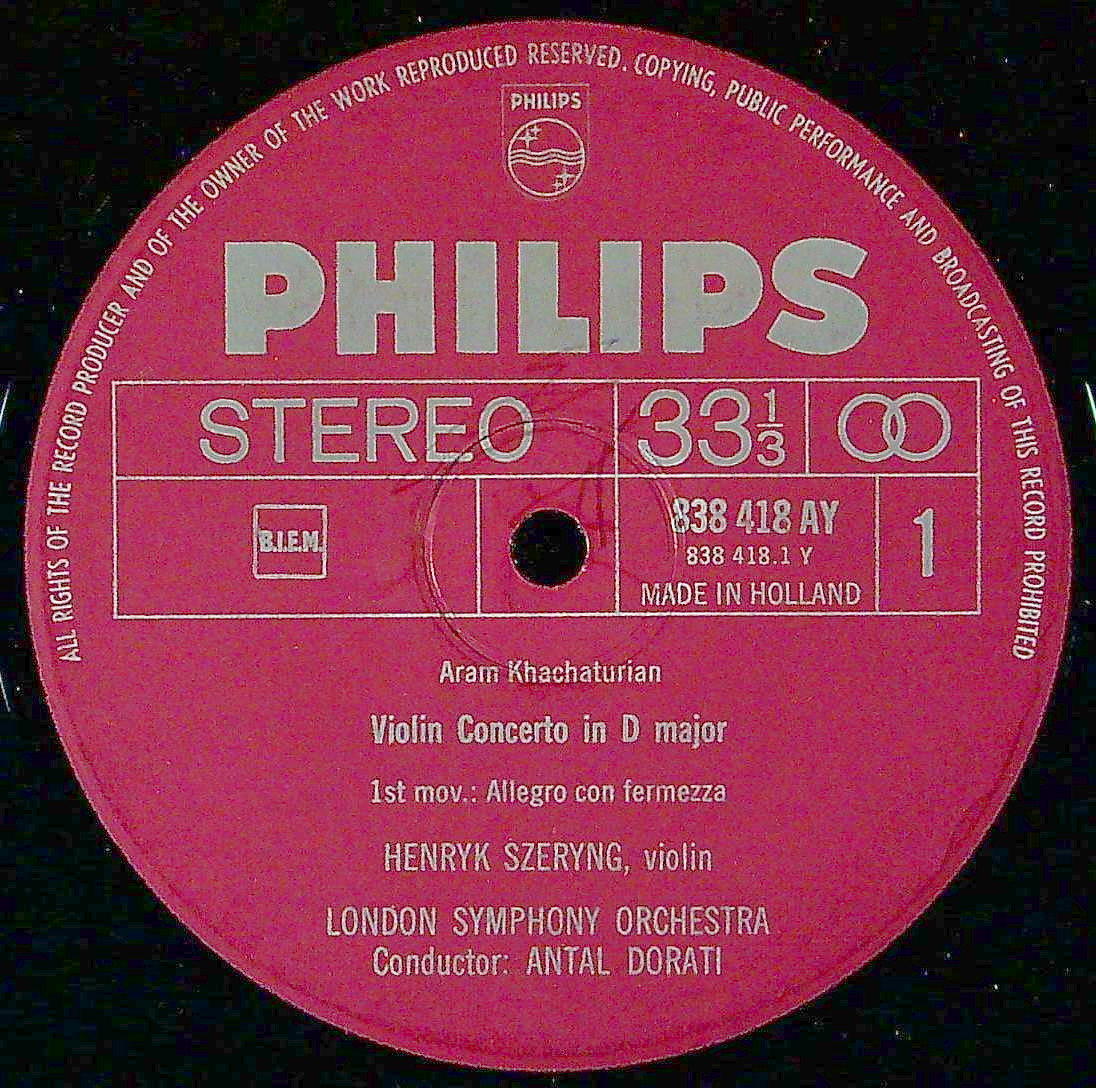 ALL RIGHTS OF THE RECORD PRODUCER AND OF THE OWNER OF THE WORK REPRODUCED RESERVED. COPYING, PUBLIC PERFORMANCE AND BROADCASTING OF THIS RECORD PROHIBITED
PHILIPS
PHILIPS
STEREO 33 1/3
B.I.E.M.
838 418 AY
838 418.1 Y
MADE IN HOLLAND
1
Aram Khachaturian
Violin Concerto in D major
1st mov.: Allegro con fermezza
HENRYK SZERYNG, violin
LONDON SYMPHONY ORCHESTRA
Conductor: ANTAL DORATI